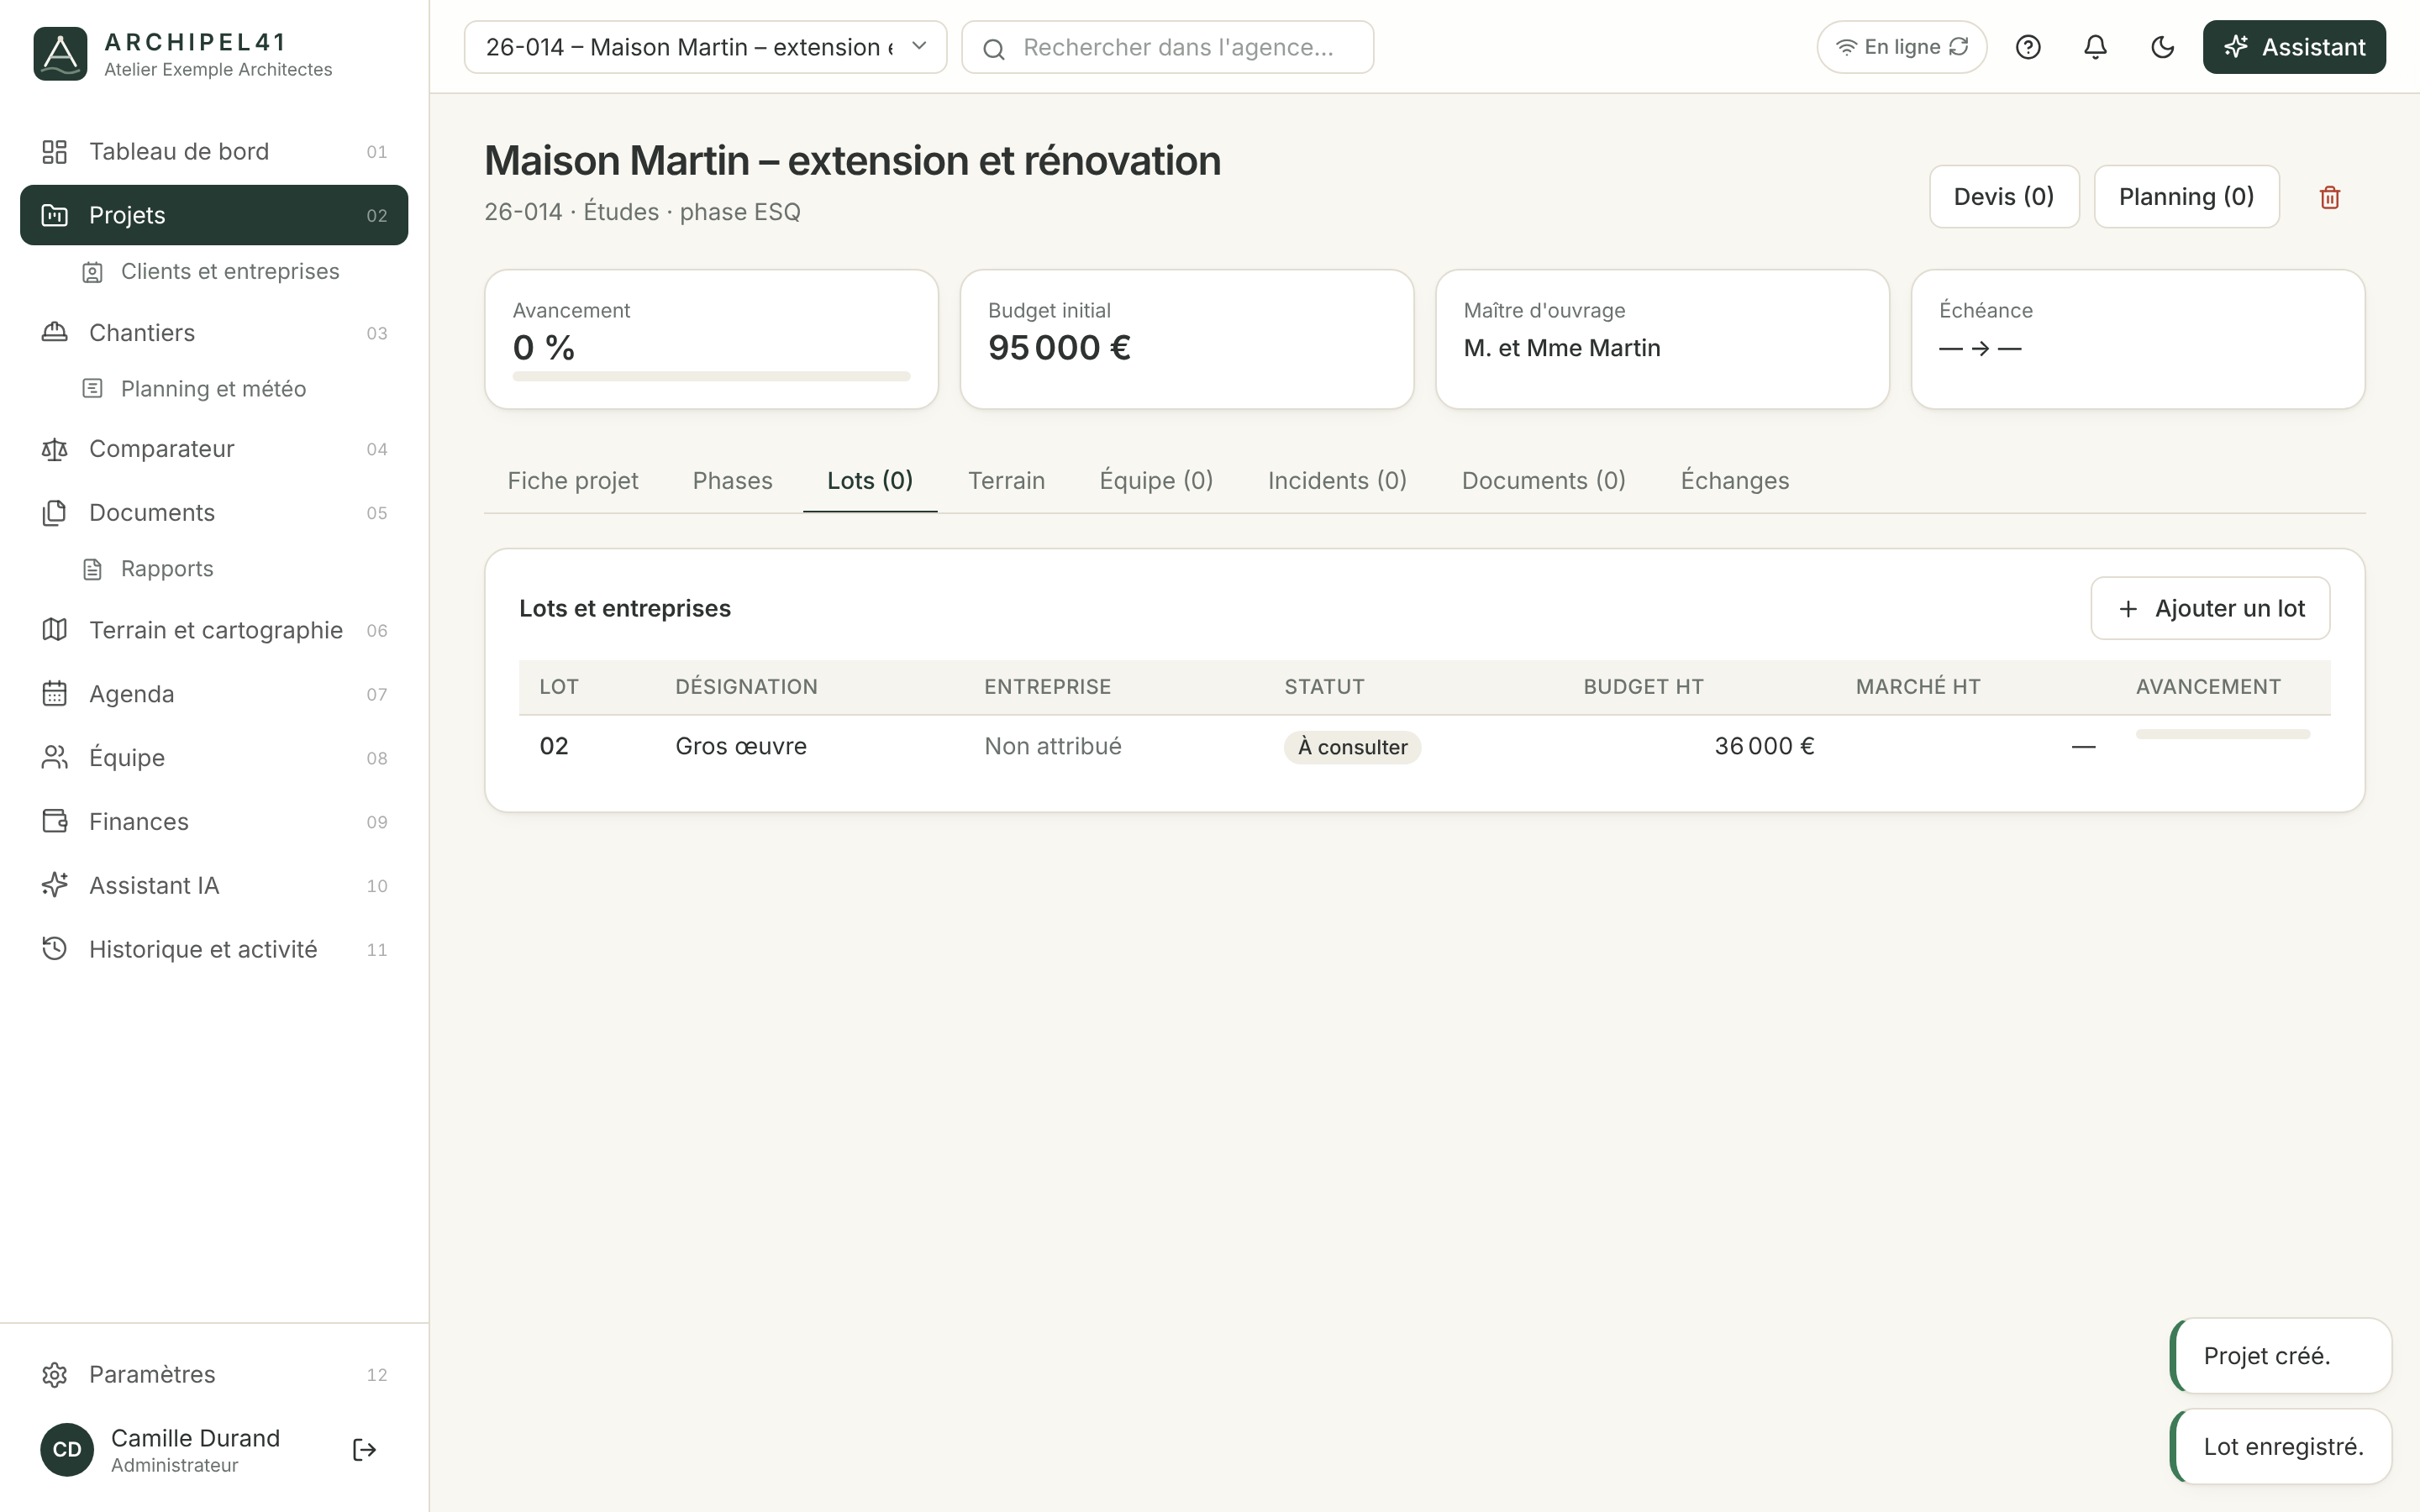 ARCHIPEL41
Atelier Exemple Architectes
Tableau de bord 01
Projets 02
Clients et entreprises
Chantiers 03
Planning et météo
Comparateur 04
Documents 05
Rapports
Terrain et cartographie 06
Agenda 07
Équipe 08
Finances 09
Assistant IA 10
Historique et activité 11
Paramètres 12
CD
Camille Durand
Administrateur
26-014 – Maison Martin – extension
Rechercher dans l'agence...
En ligne
Assistant
Maison Martin – extension et rénovation
26-014 · Études · phase ESQ
Devis (0)
Planning (0)
Avancement
0 %
Budget initial
95 000 €
Maître d'ouvrage
M. et Mme Martin
Échéance
— → —
Fiche projet Phases Lots (0) Terrain Équipe (0) Incidents (0) Documents (0) Échanges
Lots et entreprises
+ Ajouter un lot
LOT DÉSIGNATION ENTREPRISE STATUT BUDGET HT MARCHÉ HT AVANCEMENT
02 Gros œuvre Non attribué À consulter 36 000 € —
Projet créé.
Lot enregistré.